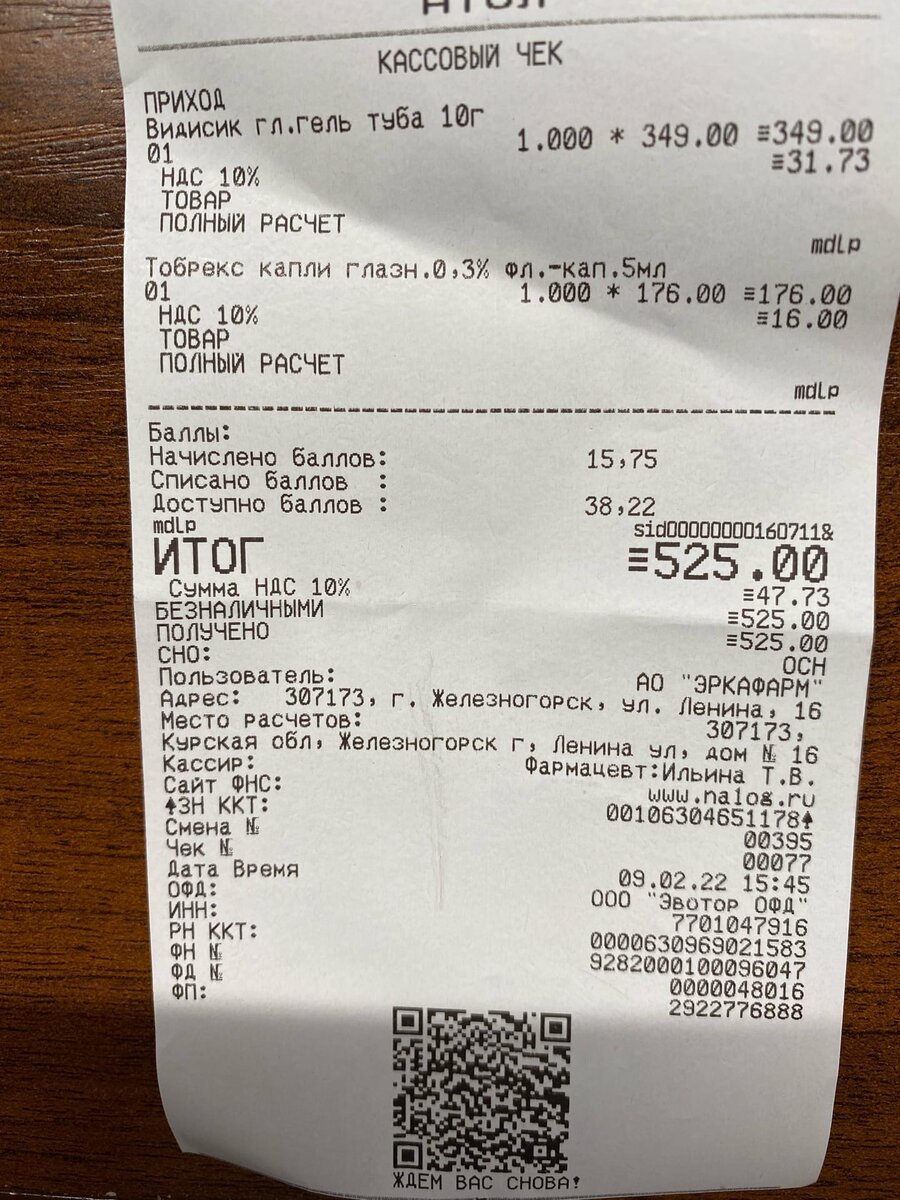 АТОЛ
КАССОВЫЙ ЧЕК
ПРИХОД
Видисик гл.гель туба 10г
01 1.000 * 349.00 ≡349.00
НДС 10% ≡31.73
ТОВАР
ПОЛНЫЙ РАСЧЕТ
mdlp
Тобрекс капли глазн.0,3% фл.-кап.5мл
01 1.000 * 176.00 ≡176.00
НДС 10% ≡16.00
ТОВАР
ПОЛНЫЙ РАСЧЕТ
mdlp
Баллы:
Начислено баллов: 15,75
Списано баллов :
Доступно баллов : 38,22
mdlp sid00000000160711&
ИТОГ ≡525.00
Сумма НДС 10% ≡47.73
БЕЗНАЛИЧНЫМИ ≡525.00
ПОЛУЧЕНО ≡525.00
СНО: ОСН
Пользователь: АО "ЭРКАФАРМ"
Адрес: 307173, г. Железногорск, ул. Ленина, 16
Место расчетов: 307173,
Курская обл, Железногорск г, Ленина ул, дом № 16
Кассир: Фармацевт:Ильина Т.В.
Сайт ФНС: www.nalog.ru
ЗН ККТ: 00106304651178
Смена № 00395
Чек № 00077
Дата Время 09.02.22 15:45
ОФД: ООО "Эвотор ОФД"
ИНН: 7701047916
РН ККТ: 0000630969021583
ФН № 9282000100096047
ФД № 0000048016
ФП: 2922776888
ЖДЕМ ВАС СНОВА!